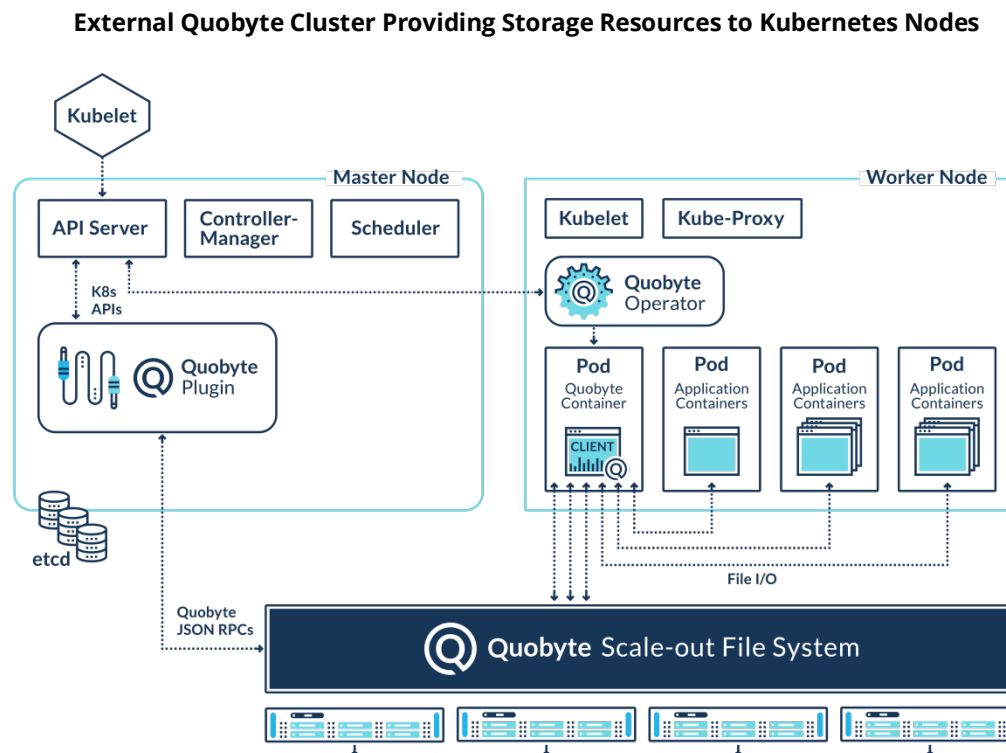 External Quobyte Cluster Providing Storage Resources to Kubernetes Nodes
Kubelet
Master Node
API Server
Controller-
Manager
Scheduler
K8s
APIs
Quobyte
Plugin
etcd
Quobyte
JSON RPCs
Worker Node
Kubelet
Kube-Proxy
Quobyte
Operator
Pod
Quobyte
Container
CLIENT
Pod
Application
Containers
Pod
Application
Containers
Pod
Application
Containers
File I/O
Quobyte Scale-out File System